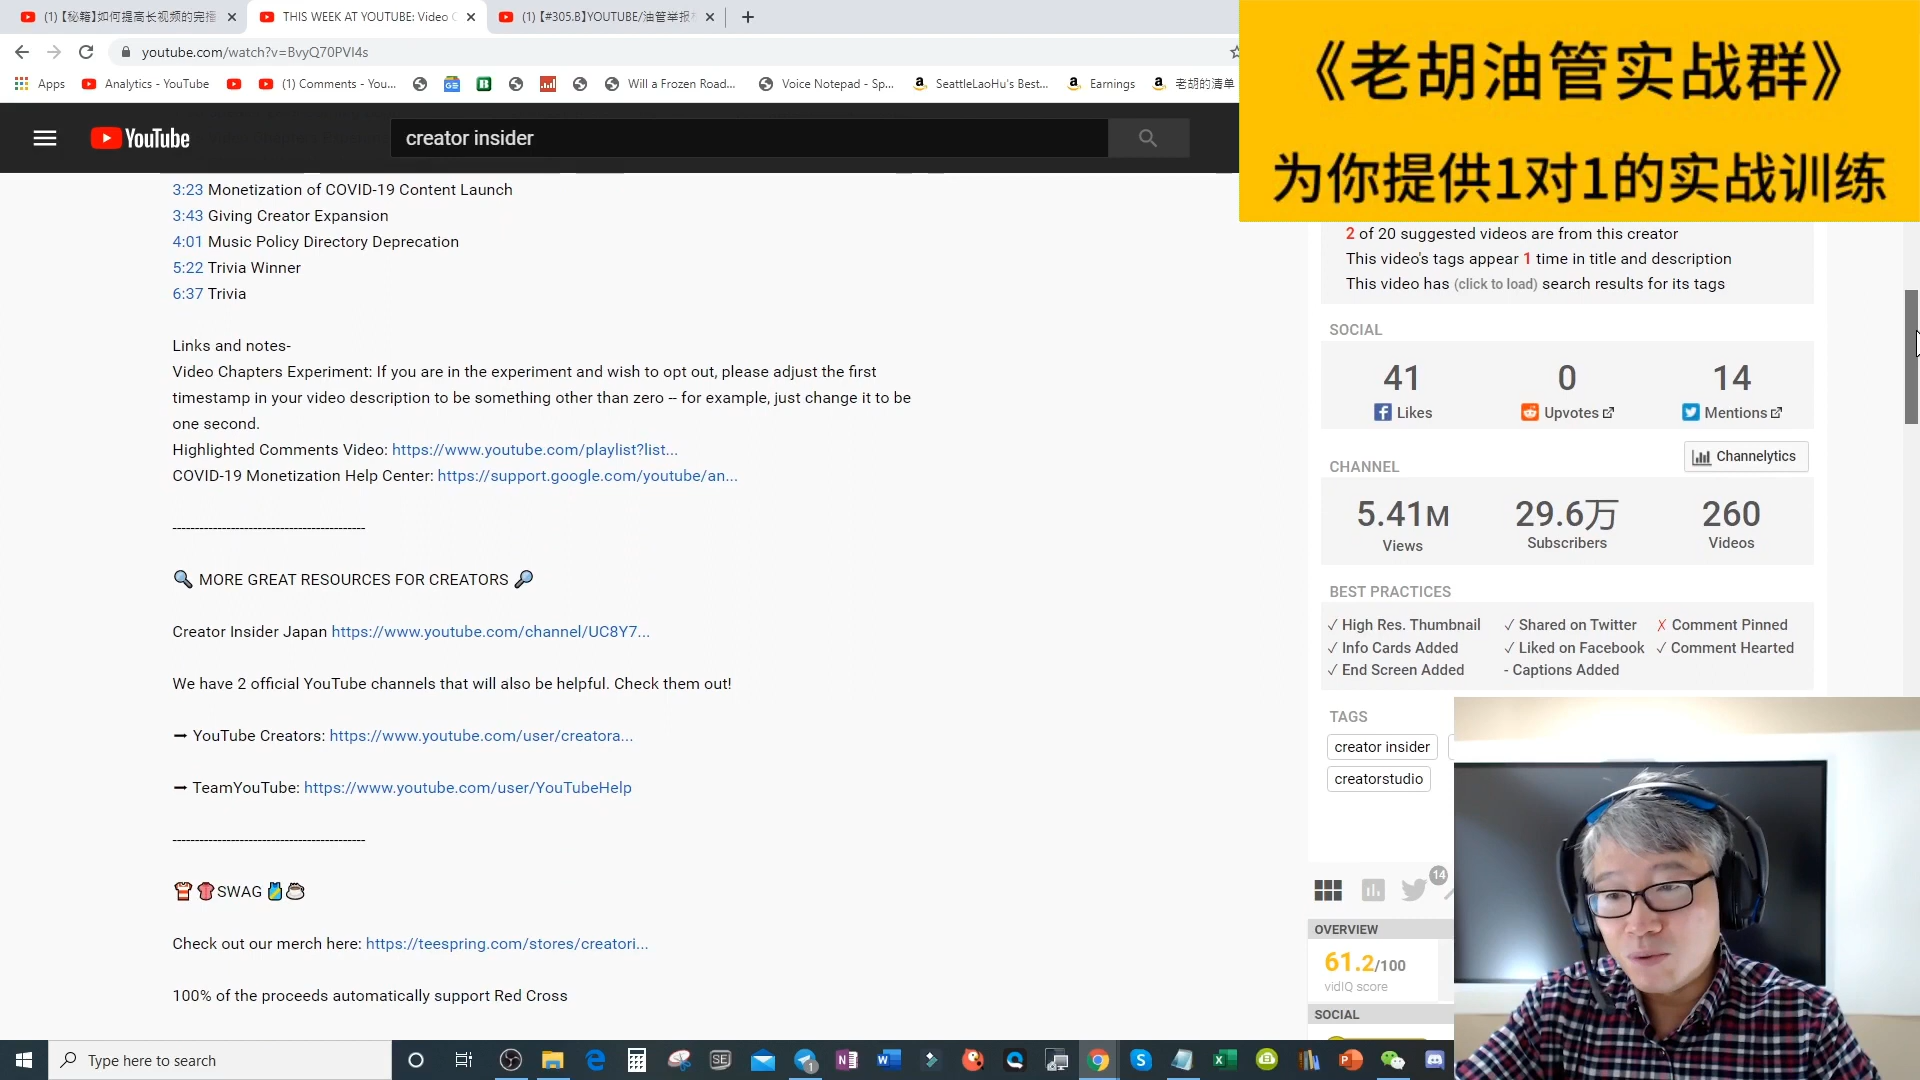 (1)【秘籍】如何提高长视频的完播
THIS WEEK AT YOUTUBE: Video C
(1)【#305.B】YOUTUBE/油管举报
youtube.com/watch?v=BvyQ70PVI4s
Apps
Analytics - YouTube
(1) Comments - You...
Will a Frozen Road...
Voice Notepad - Sp...
SeattleLaoHu's Best...
Earnings
老胡的清单
《老胡油管实战群》
为你提供1对1的实战训练
YouTube
creator insider
3:23 Monetization of COVID-19 Content Launch
3:43 Giving Creator Expansion
4:01 Music Policy Directory Deprecation
5:22 Trivia Winner
6:37 Trivia
Links and notes-
Video Chapters Experiment: If you are in the experiment and wish to opt out, please adjust the first
timestamp in your video description to be something other than zero -- for example, just change it to be
one second.
Highlighted Comments Video: https://www.youtube.com/playlist?list...
COVID-19 Monetization Help Center: https://support.google.com/youtube/an...
-------------------------------------------
MORE GREAT RESOURCES FOR CREATORS
Creator Insider Japan https://www.youtube.com/channel/UC8Y7...
We have 2 official YouTube channels that will also be helpful. Check them out!
➞ YouTube Creators: https://www.youtube.com/user/creatora...
➞ TeamYouTube: https://www.youtube.com/user/YouTubeHelp
-------------------------------------------
SWAG
Check out our merch here: https://teespring.com/stores/creatori...
100% of the proceeds automatically support Red Cross
2 of 20 suggested videos are from this creator
This video's tags appear 1 time in title and description
This video has (click to load) search results for its tags
SOCIAL
41 0 14
Likes Upvotes Mentions
CHANNEL
Channelytics
5.41M 29.6万 260
Views Subscribers Videos
BEST PRACTICES
✓ High Res. Thumbnail ✓ Shared on Twitter ✗ Comment Pinned
✓ Info Cards Added ✓ Liked on Facebook ✓ Comment Hearted
✓ End Screen Added - Captions Added
TAGS
creator insider
creatorstudio
14
OVERVIEW
61.2/100
vidIQ score
SOCIAL
Type here to search